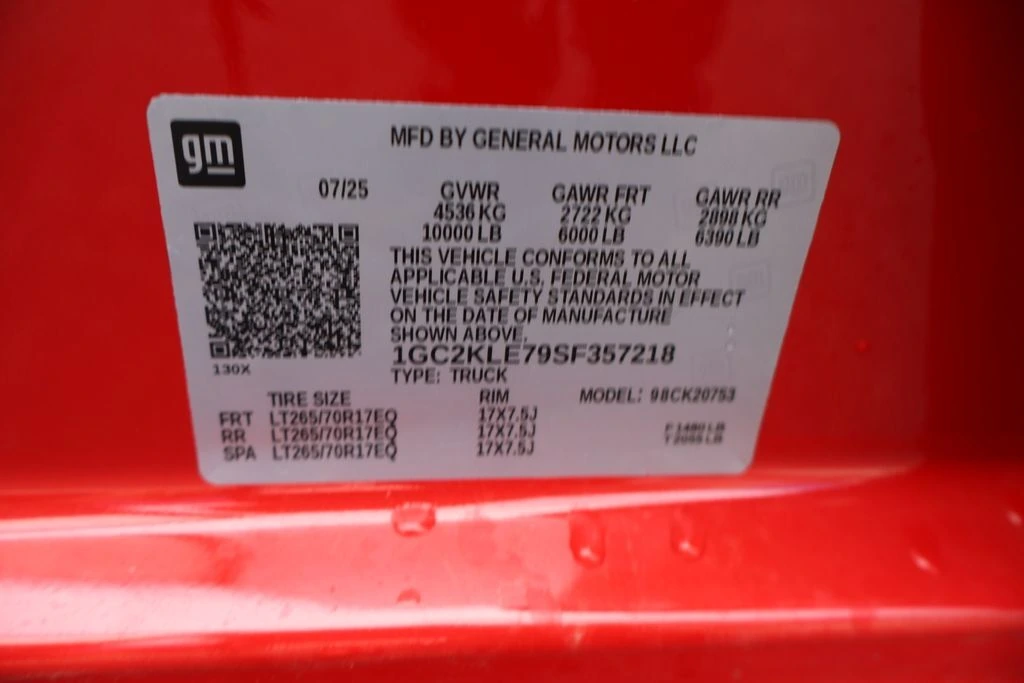 gm
MFD BY GENERAL MOTORS LLC
07/25 GVWR GAWR FRT GAWR RR
4536 KG 2722 KG 2898 KG
10000 LB 6000 LB 6390 LB
THIS VEHICLE CONFORMS TO ALL
APPLICABLE U.S. FEDERAL MOTOR
VEHICLE SAFETY STANDARDS IN EFFECT
ON THE DATE OF MANUFACTURE
SHOWN ABOVE.
1GC2KLE79SF357218
130X
TYPE: TRUCK
TIRE SIZE RIM MODEL: 98CK20753
FRT LT265/70R17EQ 17X7.5J
RR LT265/70R17EQ 17X7.5J
SPA LT265/70R17EQ 17X7.5J